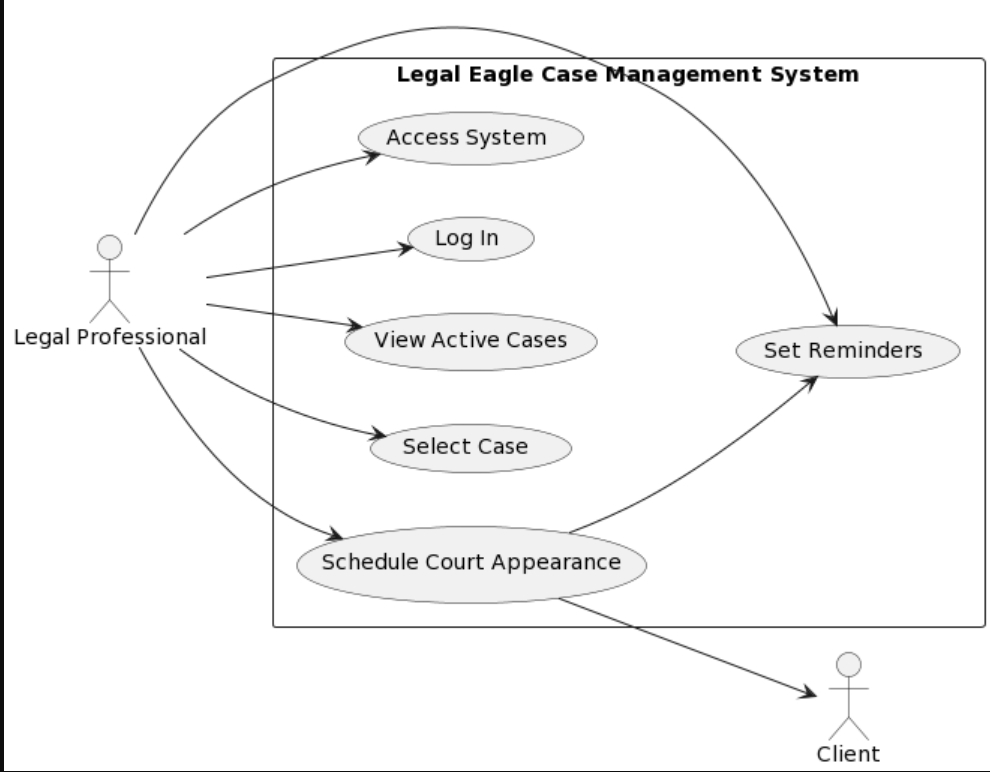 Legal Eagle Case Management System
Access System
Log In
Legal Professional
View Active Cases
Set Reminders
Select Case
Schedule Court Appearance
Client